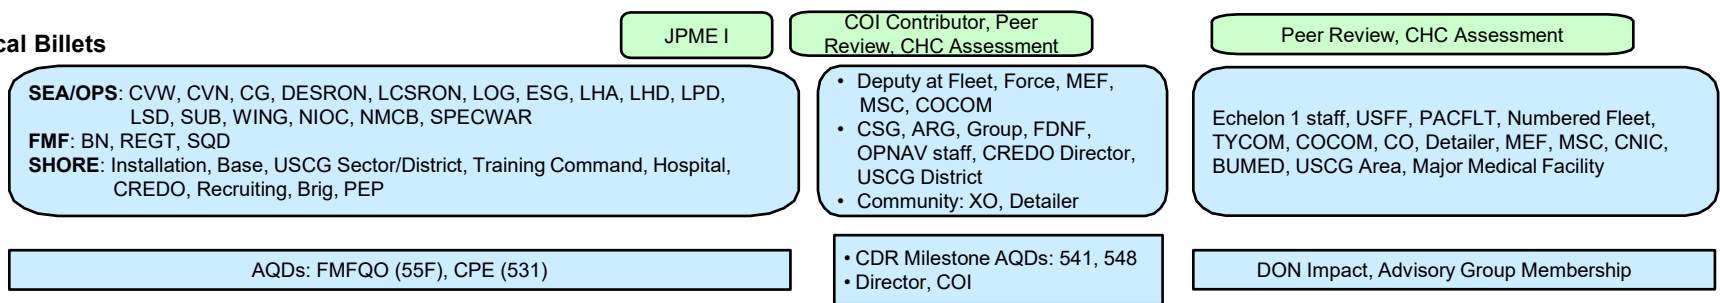 JPME I
COI Contributor, Peer
Review, CHC Assessment
Peer Review, CHC Assessment
Billets
SEA/OPS: CVW, CVN, CG, DESRON, LCSRON, LOG, ESG, LHA, LHD, LPD,
LSD, SUB, WING, NIOC, NMCB, SPECWAR
FMF: BN, REGT, SQD
SHORE: Installation, Base, USCG Sector/District, Training Command, Hospital,
CREDO, Recruiting, Brig, PEP
• Deputy at Fleet, Force, MEF,
MSC, COCOM
• CSG, ARG, Group, FDNF,
OPNAV staff, CREDO Director,
USCG District
• Community: XO, Detailer
Echelon 1 staff, USFF, PACFLT, Numbered Fleet,
TYCOM, COCOM, CO, Detailer, MEF, MSC, CNIC,
BUMED, USCG Area, Major Medical Facility
AQDs: FMFQO (55F), CPE (531)
• CDR Milestone AQDs: 541, 548
• Director, COI
DON Impact, Advisory Group Membership